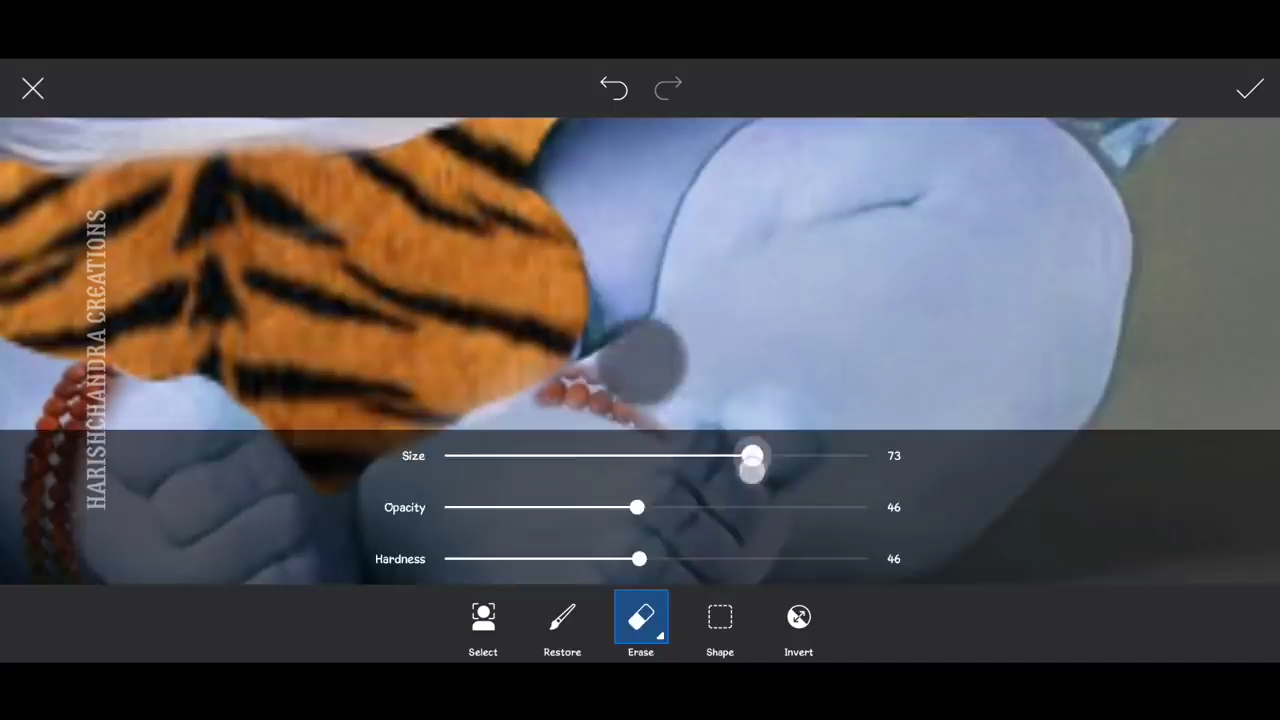 HARISHCHANDRA CREATIONS
Size 73
Opacity 46
Hardness 46
Select Restore Erase Shape Invert